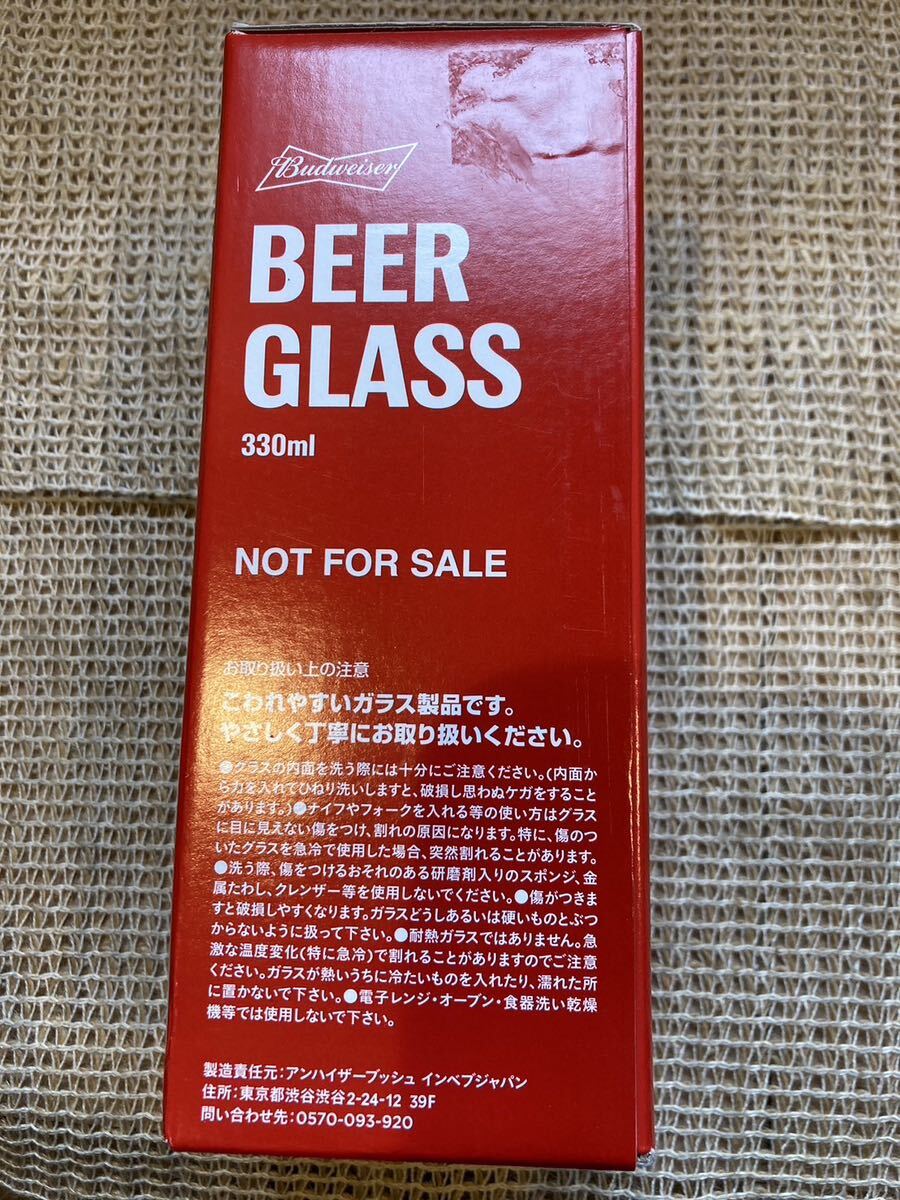 Budweiser
BEER
GLASS
330ml
NOT FOR SALE
お取り扱い上の注意
こわれやすいガラス製品です。
やさしく丁寧にお取り扱いください。
●グラスの内面を洗う際には十分にご注意ください。(内面か
ら力を入れてひねり洗いしますと、破損し思わぬケガをすること
があります。)●ナイフやフォークを入れる等の使い方はグラス
に目に見えない傷をつけ、割れの原因になります。特に、傷のつ
いたグラスを急冷で使用した場合、突然割れることがあります。
●洗う際、傷をつけるおそれのある研磨剤入りのスポンジ、金
属たわし、クレンザー等を使用しないでください。●傷がつきま
すと破損しやすくなります。ガラスどうしあるいは硬いものとぶつ
からないように扱って下さい。●耐熱ガラスではありません。急
激な温度変化(特に急冷)で割れることがありますのでご注意
ください。ガラスが熱いうちに冷たいものを入れたり、濡れた所
に置かないで下さい。●電子レンジ・オーブン・食器洗い乾燥
機等では使用しないで下さい。
製造責任元:アンハイザーブッシュ インベブジャパン
住所:東京都渋谷渋谷2-24-12 39F
問い合わせ先:0570-093-920